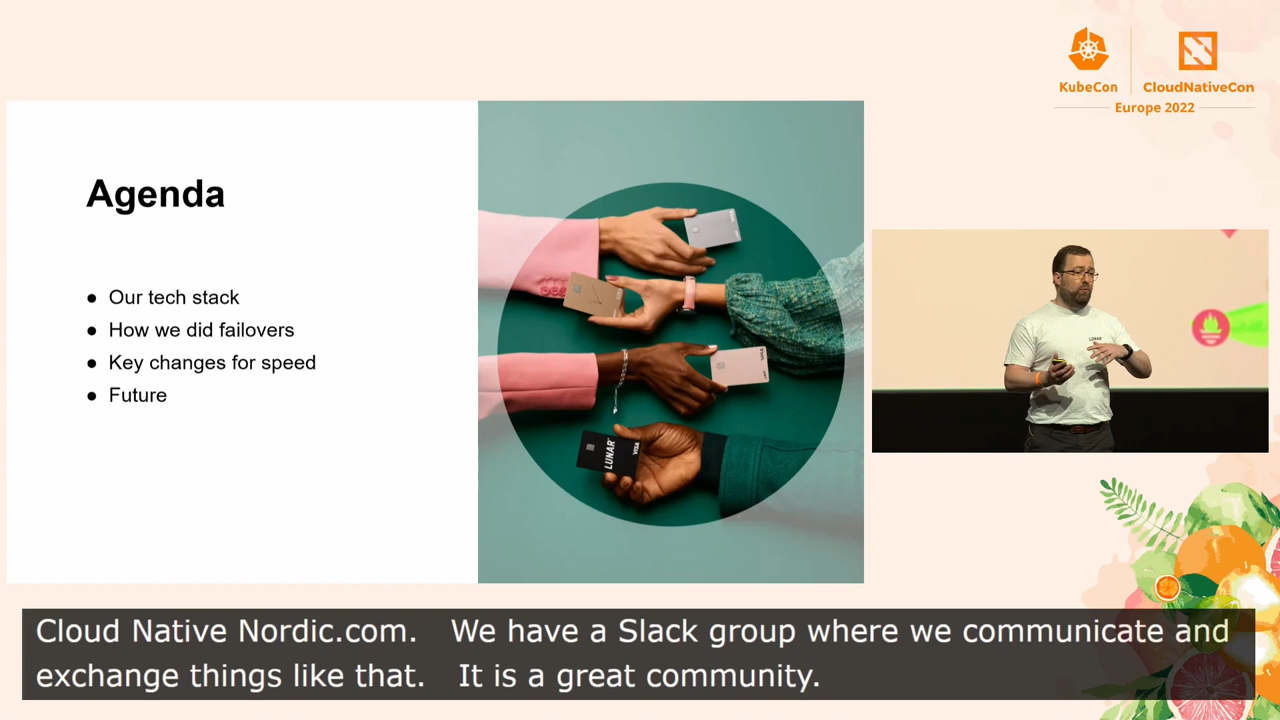 KubeCon
CloudNativeCon
Europe 2022
Agenda
● Our tech stack
● How we did failovers
● Key changes for speed
● Future
VISA
LUNAR
VISA
LUNAR
Cloud Native Nordic.com. We have a Slack group where we communicate and
exchange things like that. It is a great community.